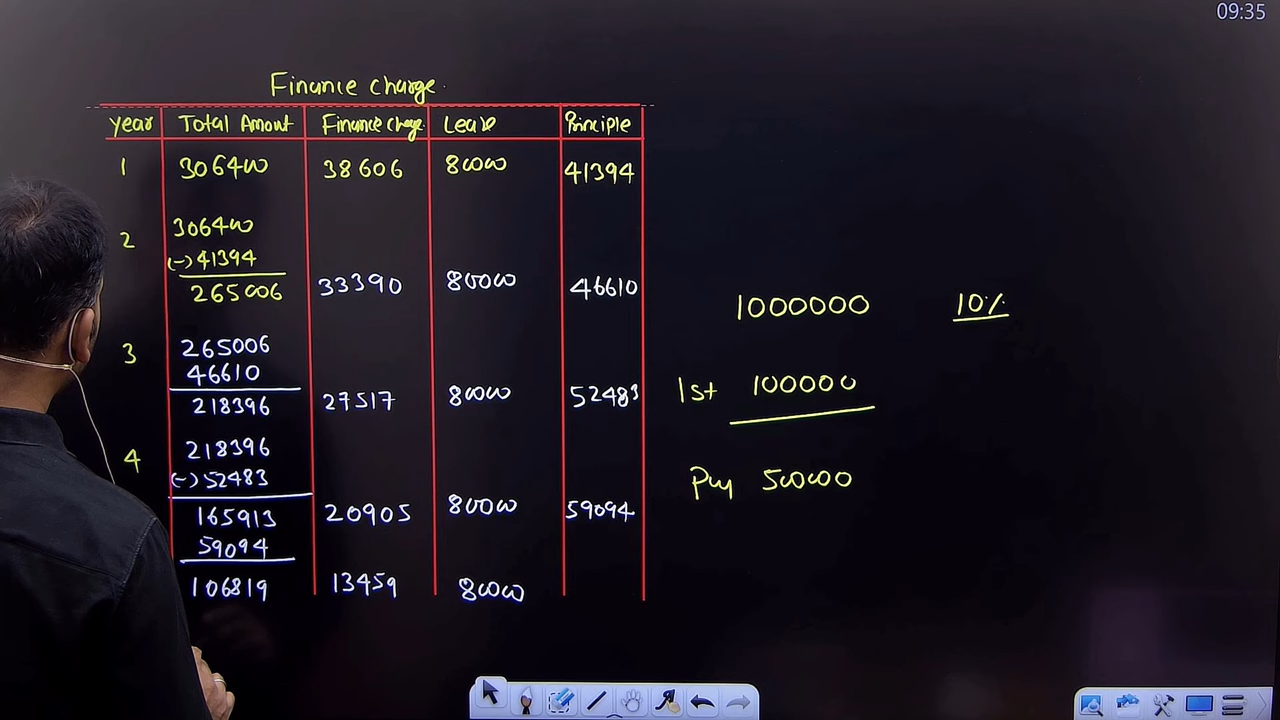 09:35
Finance charge
Year Total Amount Finance charge Lease Principle
1 306400 38606 80000 41394
2 306400
(-) 41394
265006 33390 80000 46610
3 265006
46610
218396 27517 80000 52483
4 218396
(-) 52483
165913 20905 80000 59094
59094
106819 13459 80000
1000000 10%
1st 100000
Pay 500000